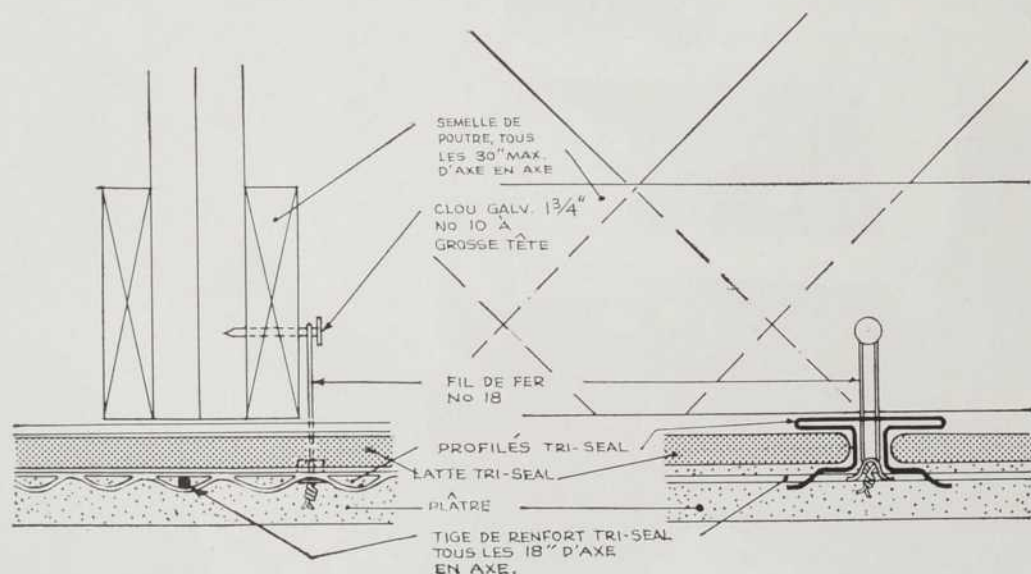 SEMELLE DE
POUTRE, TOUS
LES 30" MAX.
D'AXE EN AXE
CLOU GALV. 1 3/4"
NO 10 À
GROSSE TÊTE
FIL DE FER
NO 18
PROFILÉS TRI-SEAL
LATTE TRI-SEAL
PLÂTRE
TIGE DE RENFORT TRI-SEAL
TOUS LES 18" D'AXE
EN AXE.